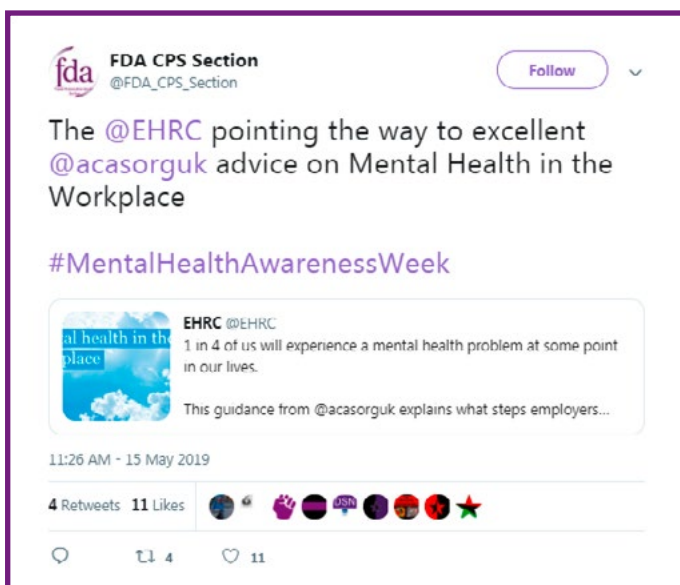 fda
FDA CPS Section
@FDA_CPS_Section
Follow
The @EHRC pointing the way to excellent
@acasorguk advice on Mental Health in the
Workplace
#MentalHealthAwarenessWeek
al health in the
place
EHRC @EHRC
1 in 4 of us will experience a mental health problem at some point
in our lives.
This guidance from @acasorguk explains what steps employers...
11:26 AM - 15 May 2019
4 Retweets 11 Likes
DSN
4 11